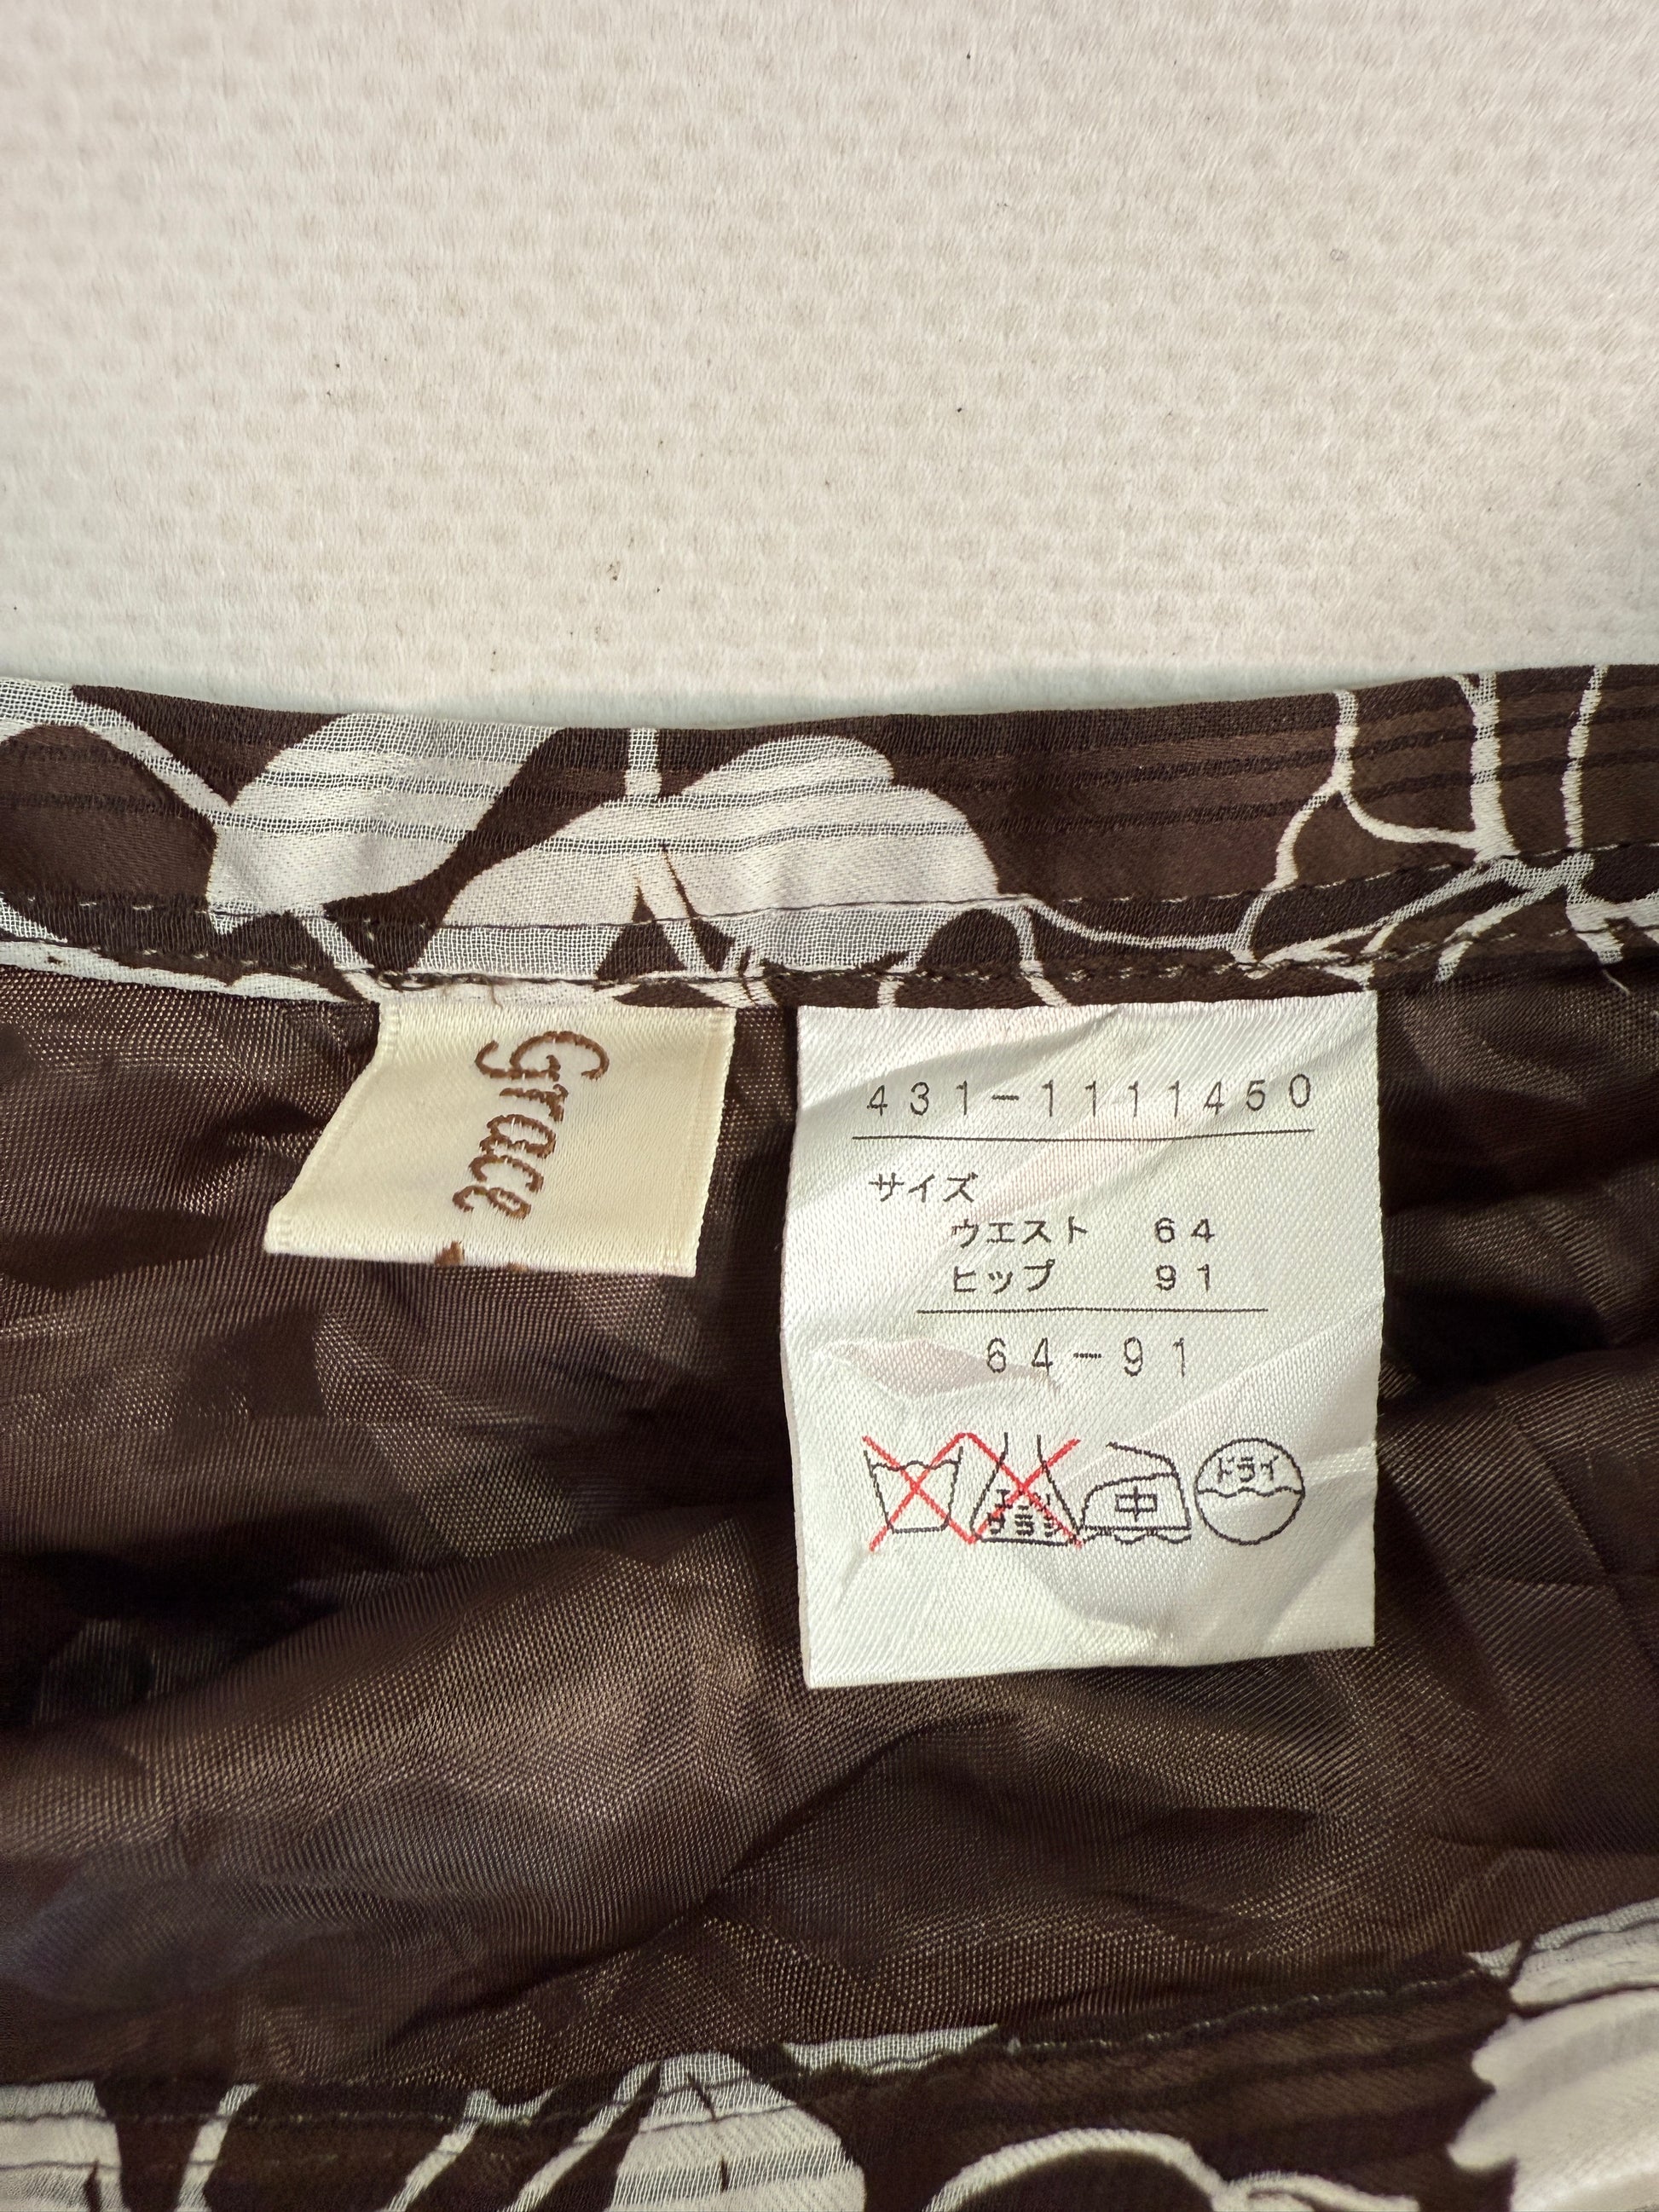 Grace
431-1111450
サイズ
ウエスト 64
ヒップ 91
64-91
中
ドライ